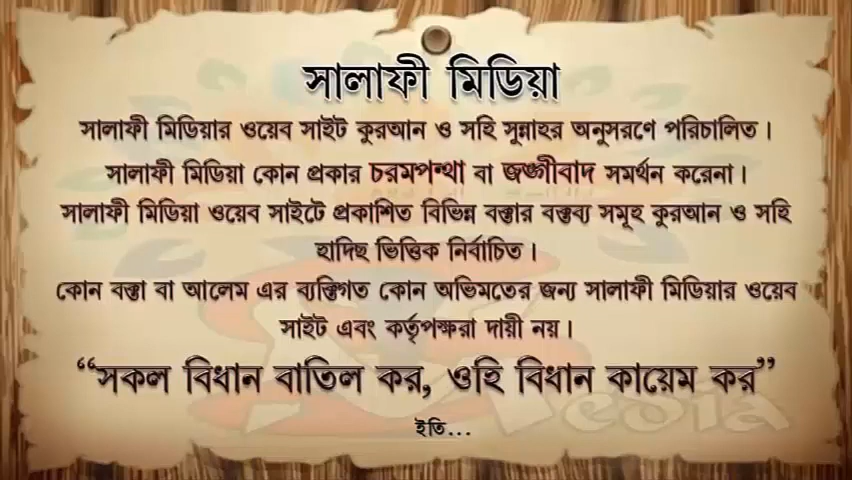 সালাফী মিডিয়া
সালাফী মিডিয়ার ওয়েব সাইট কুরআন ও সহি সুন্নাহর অনুসরণে পরিচালিত।
সালাফী মিডিয়া কোন প্রকার চরমপন্থা বা জঙ্গীবাদ সমর্থন করেনা।
সালাফী মিডিয়া ওয়েব সাইটে প্রকাশিত বিভিন্ন বক্তার বক্তব্য সমূহ কুরআন ও সহি
হাদিছ ভিত্তিক নির্বাচিত।
কোন বক্তা বা আলেম এর ব্যক্তিগত কোন অভিমতের জন্য সালাফী মিডিয়ার ওয়েব
সাইট এবং কর্তৃপক্ষরা দায়ী নয়।
“সকল বিধান বাতিল কর, ওহি বিধান কায়েম কর”
ইতি...